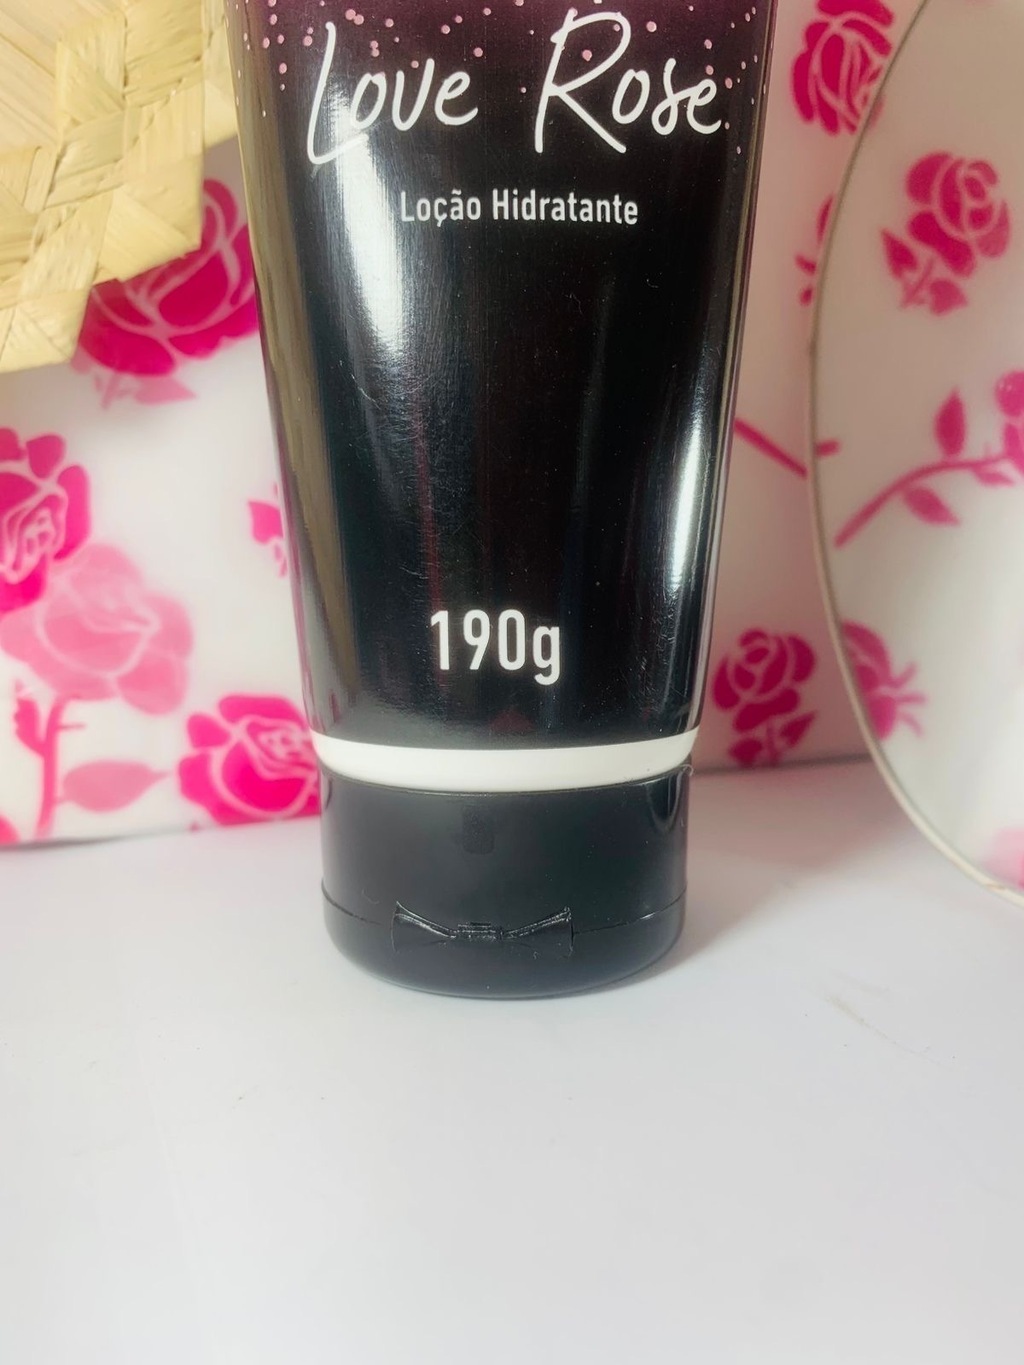 Love Rose
Loção Hidratante
190g